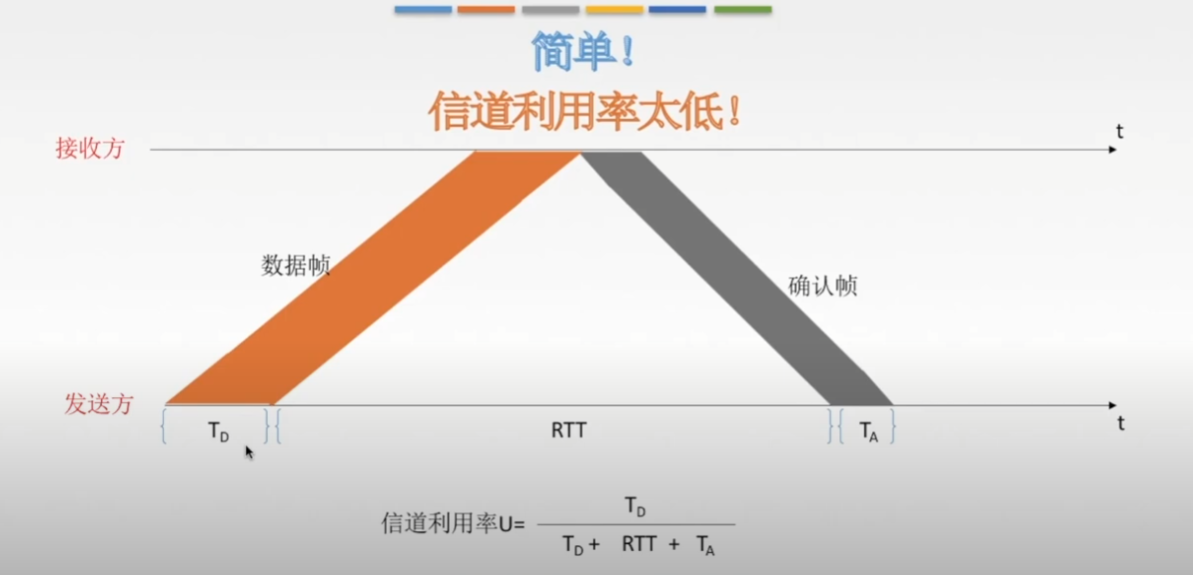 简单!
信道利用率太低!
接收方
t
数据帧
确认帧
发送方
t
T_D
RTT
T_A
信道利用率U=
T_D
T_D + RTT + T_A